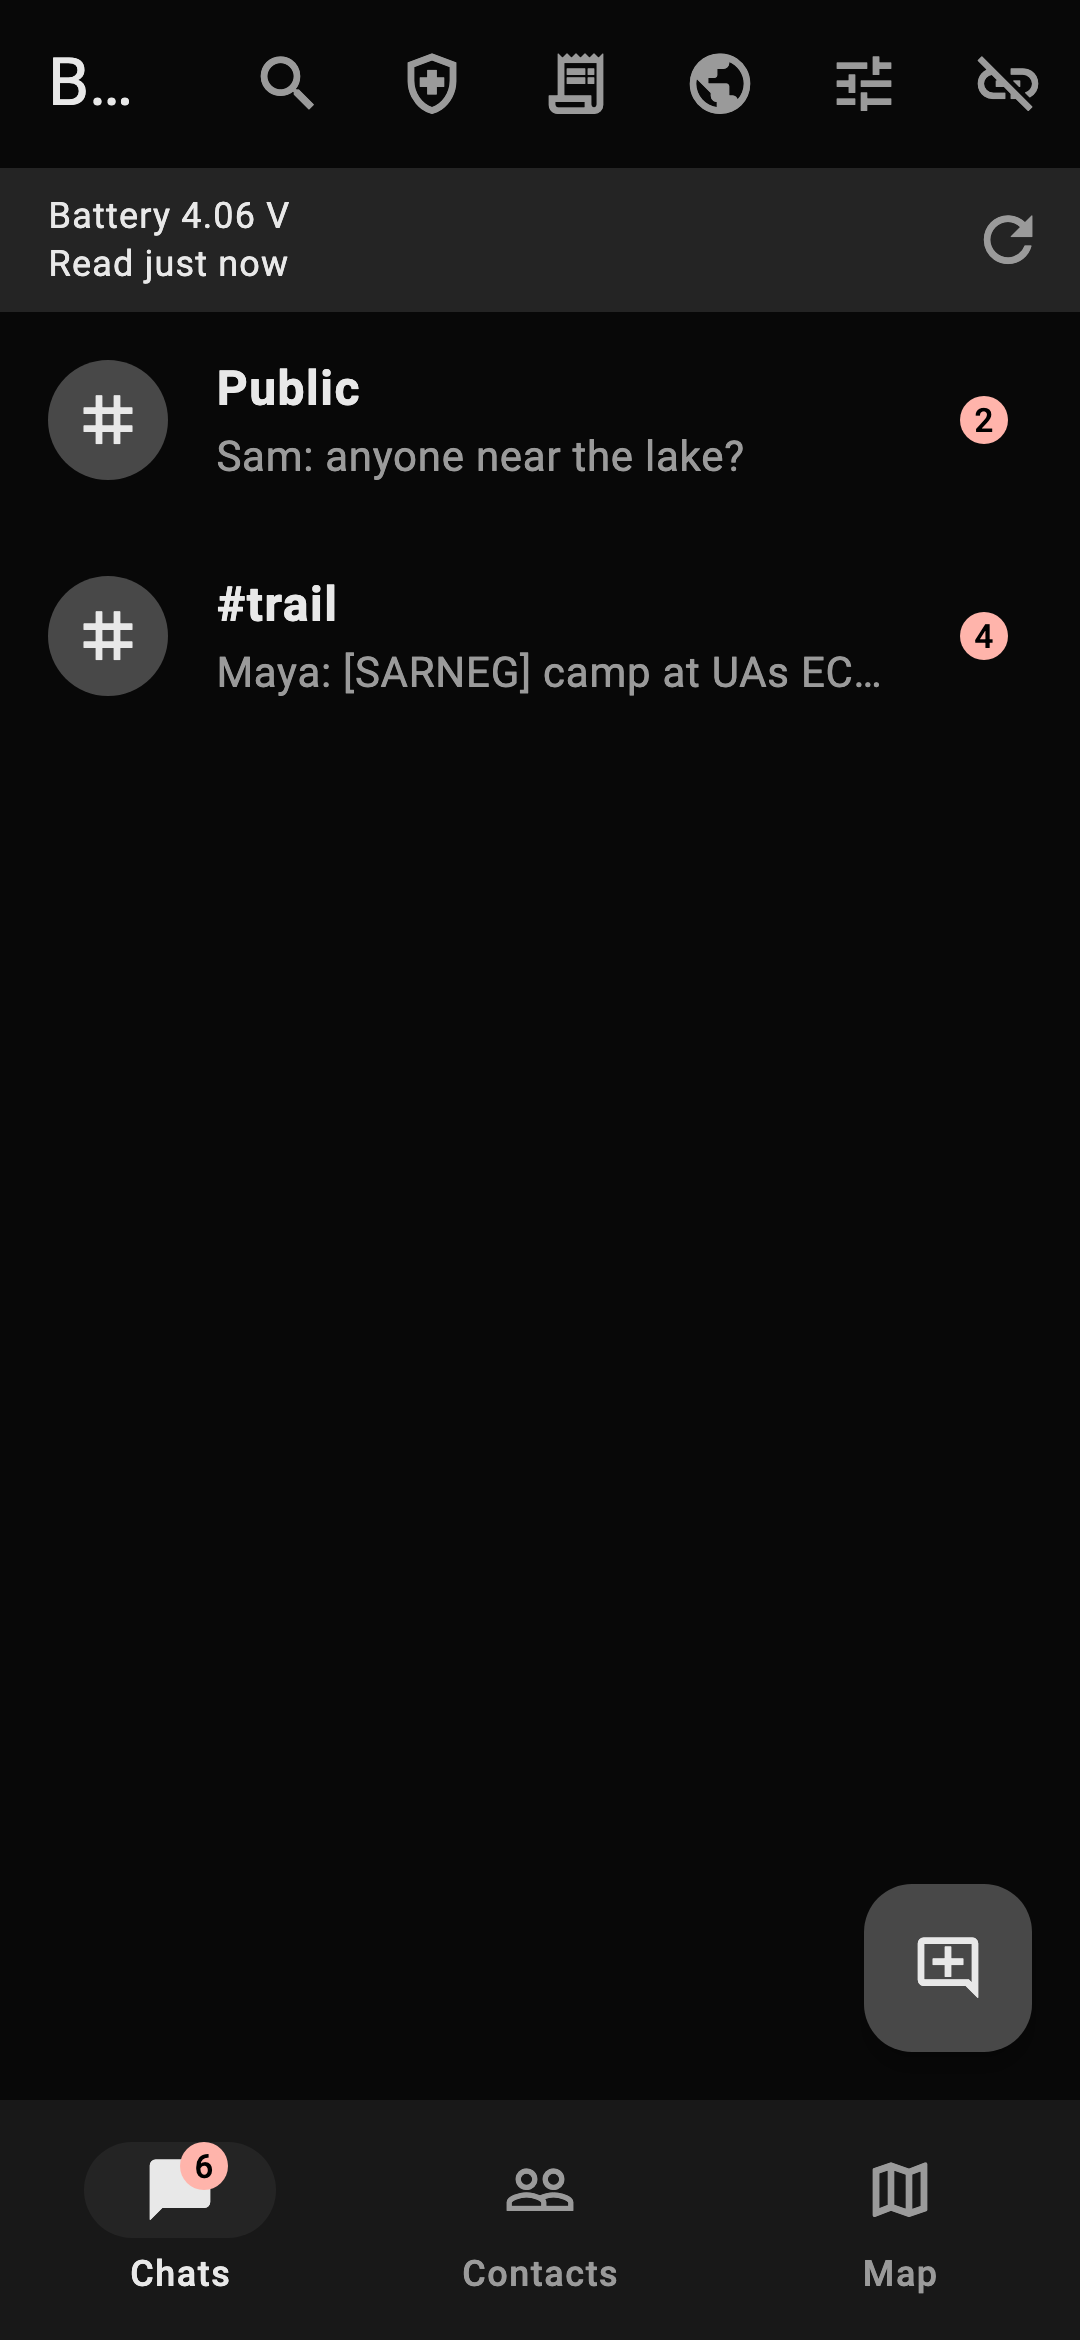 B...
Battery 4.06 V
Read just now
Public
Sam: anyone near the lake?
2
#trail
Maya: [SARNEG] camp at UAs EC...
4
6
Chats
Contacts
Map